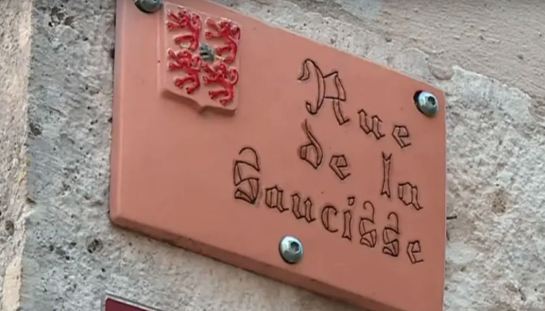 Rue
de la
Saucisse